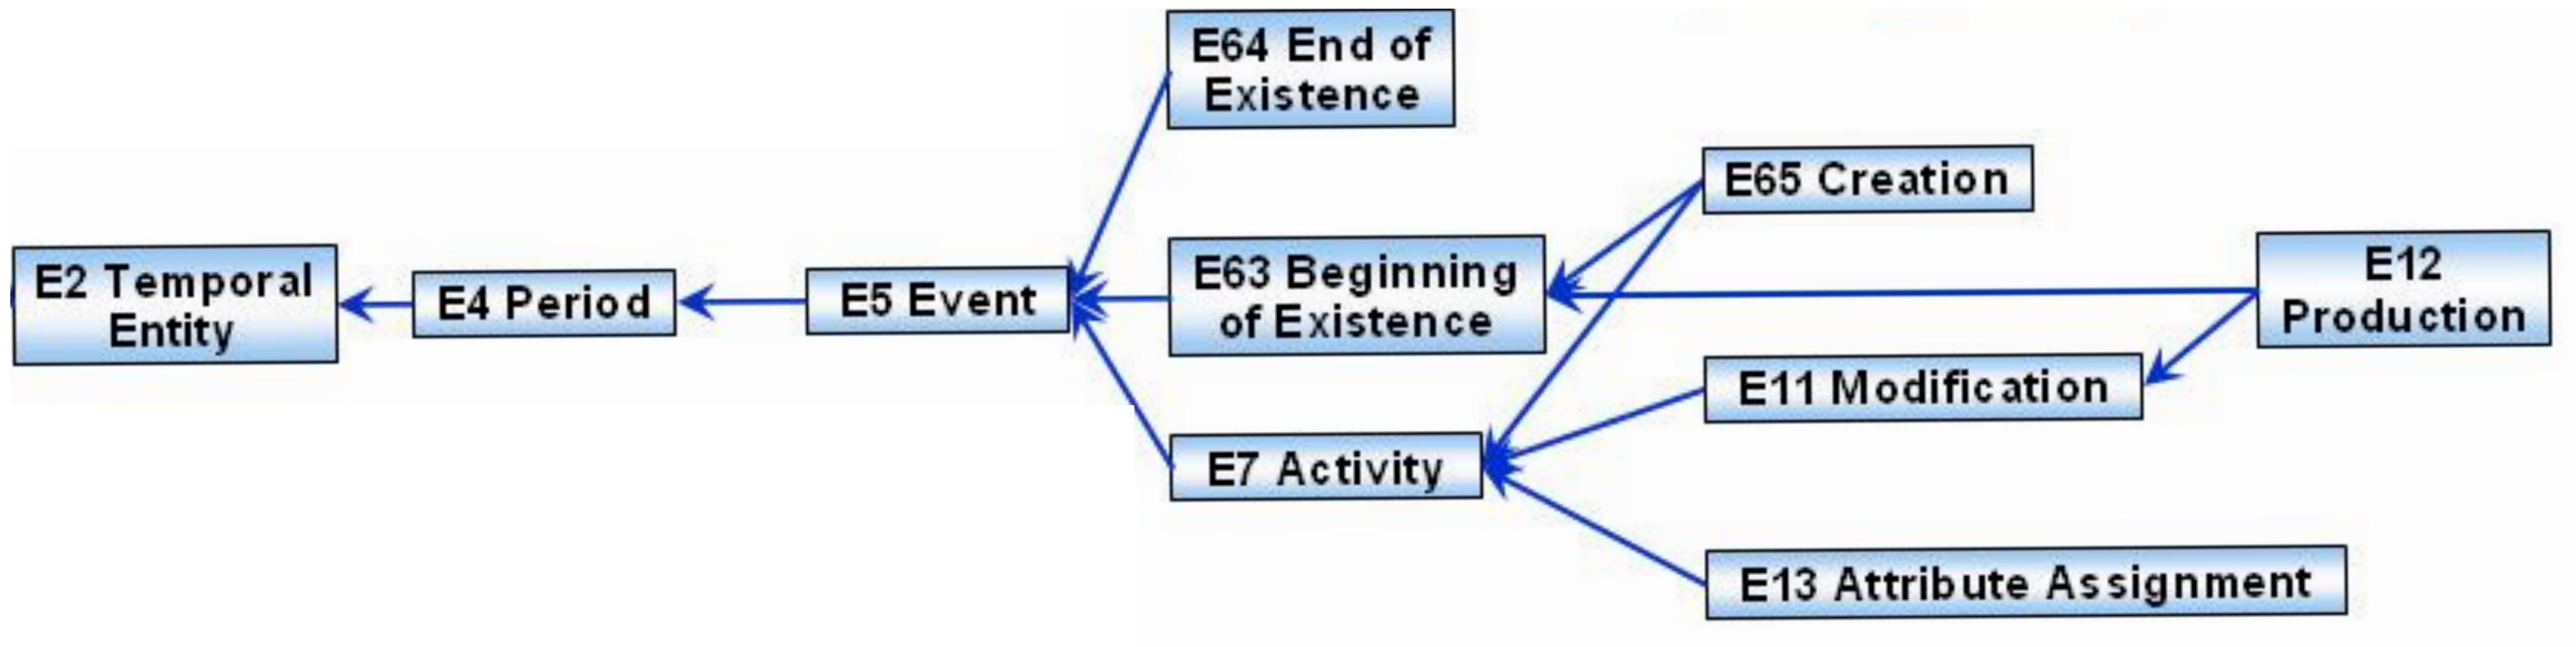 E64 End of
Existence
E65 Creation
E2 Temporal
Entity
E4 Period
E5 Event
E63 Beginning
of Existence
E12
Production
E11 Modification
E7 Activity
E13 Attribute Assignment